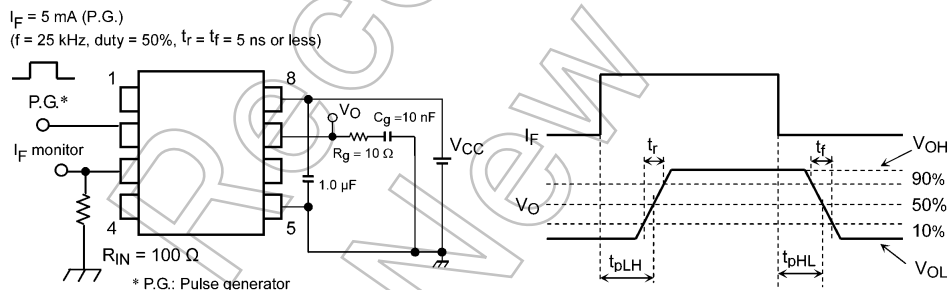 IF = 5 mA (P.G.)
(f = 25 kHz, duty = 50%, tr = tf = 5 ns or less)
1
8
P.G.*
IF monitor
4
5
VO
Cg =10 nF
Rg = 10 Ω
1.0 μF
VCC
RIN = 100 Ω
* P.G.: Pulse generator
IF
tr
tf
VOH
90%
VO
50%
10%
tpLH
tpHL
VOL
New